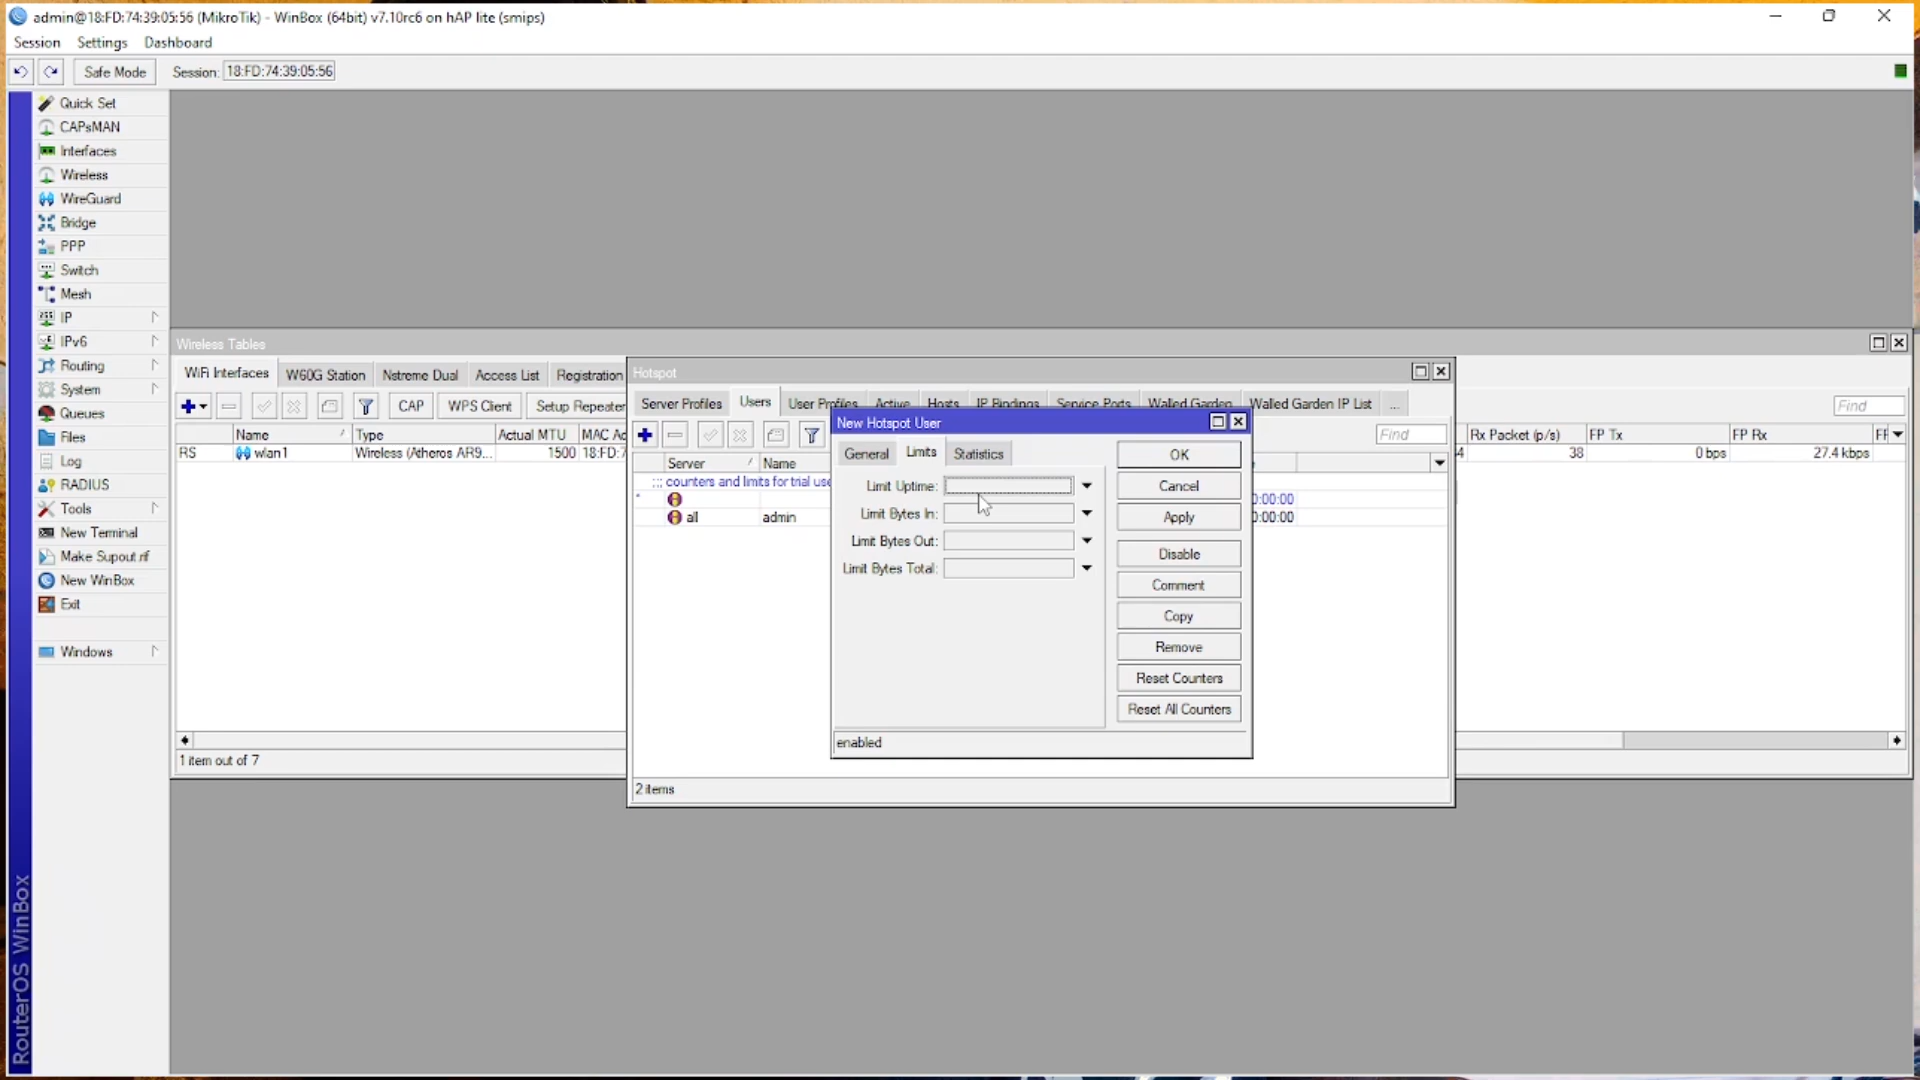 admin@18:FD:74:39:05:56 (MikroTik) - WinBox (64bit) v7.10rc6 on hAP lite (smips)
Session Settings Dashboard
Safe Mode Session: 18:FD:74:39:05:56
Quick Set
CAPsMAN
Interfaces
Wireless
WireGuard
Bridge
PPP
Switch
Mesh
IP
IPv6
Routing
System
Queues
Files
Log
RADIUS
Tools
New Terminal
Make Supout.rif
New WinBox
Exit
Windows
RouterOS WinBox
Wireless Tables
WiFi Interfaces W60G Station Nstreme Dual Access List Registration
CAP WPS Client Setup Repeater Find
Name Type Actual MTU MAC Ac Rx Packet (p/s) FP Tx FP Rx
RS wlan1 Wireless (Atheros AR9... 1500 18:FD:7 4 38 0 bps 27.4 kbps
1 item out of 7
Hotspot
Server Profiles Users User Profiles Active Hosts IP Bindings Service Ports Walled Garden Walled Garden IP List ...
Find
Server Name
::: counters and limits for trial use
0:00:00
all admin 0:00:00
2 items
New Hotspot User
General Limits Statistics
Limit Uptime:
Limit Bytes In:
Limit Bytes Out:
Limit Bytes Total:
OK
Cancel
Apply
Disable
Comment
Copy
Remove
Reset Counters
Reset All Counters
enabled